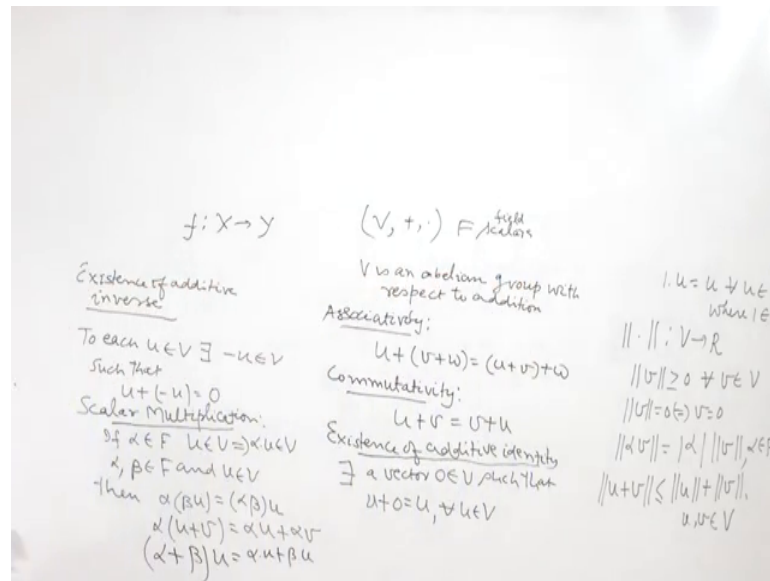 f: X→Y
(V, +, ·) F field
scalars
V is an abelian group with
respect to addition
Associativity:
u+(v+w)=(u+v)+w
Commutativity:
u+v=v+u
Existence of additive identity
∃ a vector 0∈V such that
u+0=u, ∀ u∈V
Existence of additive
inverse
To each u∈V ∃ -u∈V
such that
u+(-u)=0
Scalar Multiplication:
If α∈F u∈V ⇒ α·u∈V
α, β∈F and u∈V
then α(βu)=(αβ)u
α(u+v)=αu+αv
(α+β)u=α·u+βu
1.u=u ∀ u∈
where 1∈
||·||: V→R
||v||≥0 ∀ v∈V
||v||=0⇔v=0
||αv||=|α| ||v||, α∈F
||u+v||≤||u||+||v||.
u,v∈V